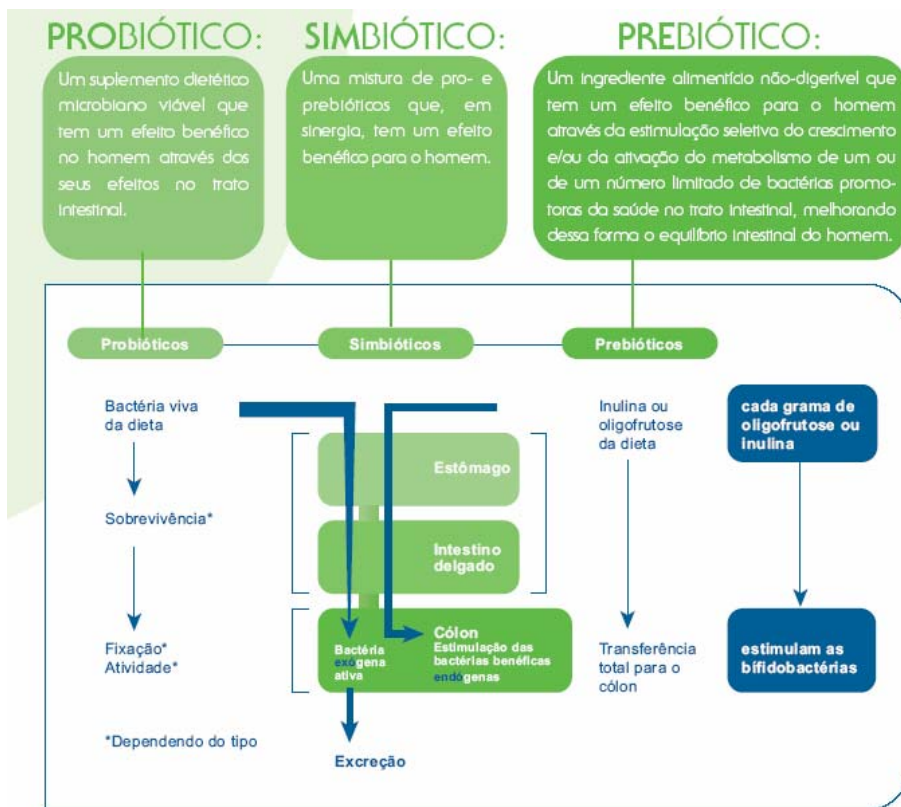 PROBIÓTICO:
Um suplemento dietético
microbiano viável que
tem um efeito benéfico
no homem através dos
seus efeitos no trato
intestinal.
SIMBIÓTICO:
Uma mistura de pro- e
prebióticos que, em
sinergia, tem um efeito
benéfico para o homem.
PREBIÓTICO:
Um ingrediente alimentício não-digerível que
tem um efeito benéfico para o homem
através da estimulação seletiva do crescimento
e/ou da ativação do metabolismo de um ou
de um número limitado de bactérias promo-
toras da saúde no trato intestinal, melhorando
dessa forma o equilíbrio intestinal do homem.
Probióticos
Simbióticos
Prebióticos
Bactéria viva
da dieta
Sobrevivência*
Fixação*
Atividade*
*Dependendo do tipo
Estômago
Intestino
delgado
Bactéria
exógena
ativa
Cólon
Estimulação das
bactérias benéficas
endógenas
Excreção
Inulina ou
oligofrutose
da dieta
Transferência
total para o
cólon
cada grama de
oligofrutose ou
inulina
estimulam as
bifidobactérias